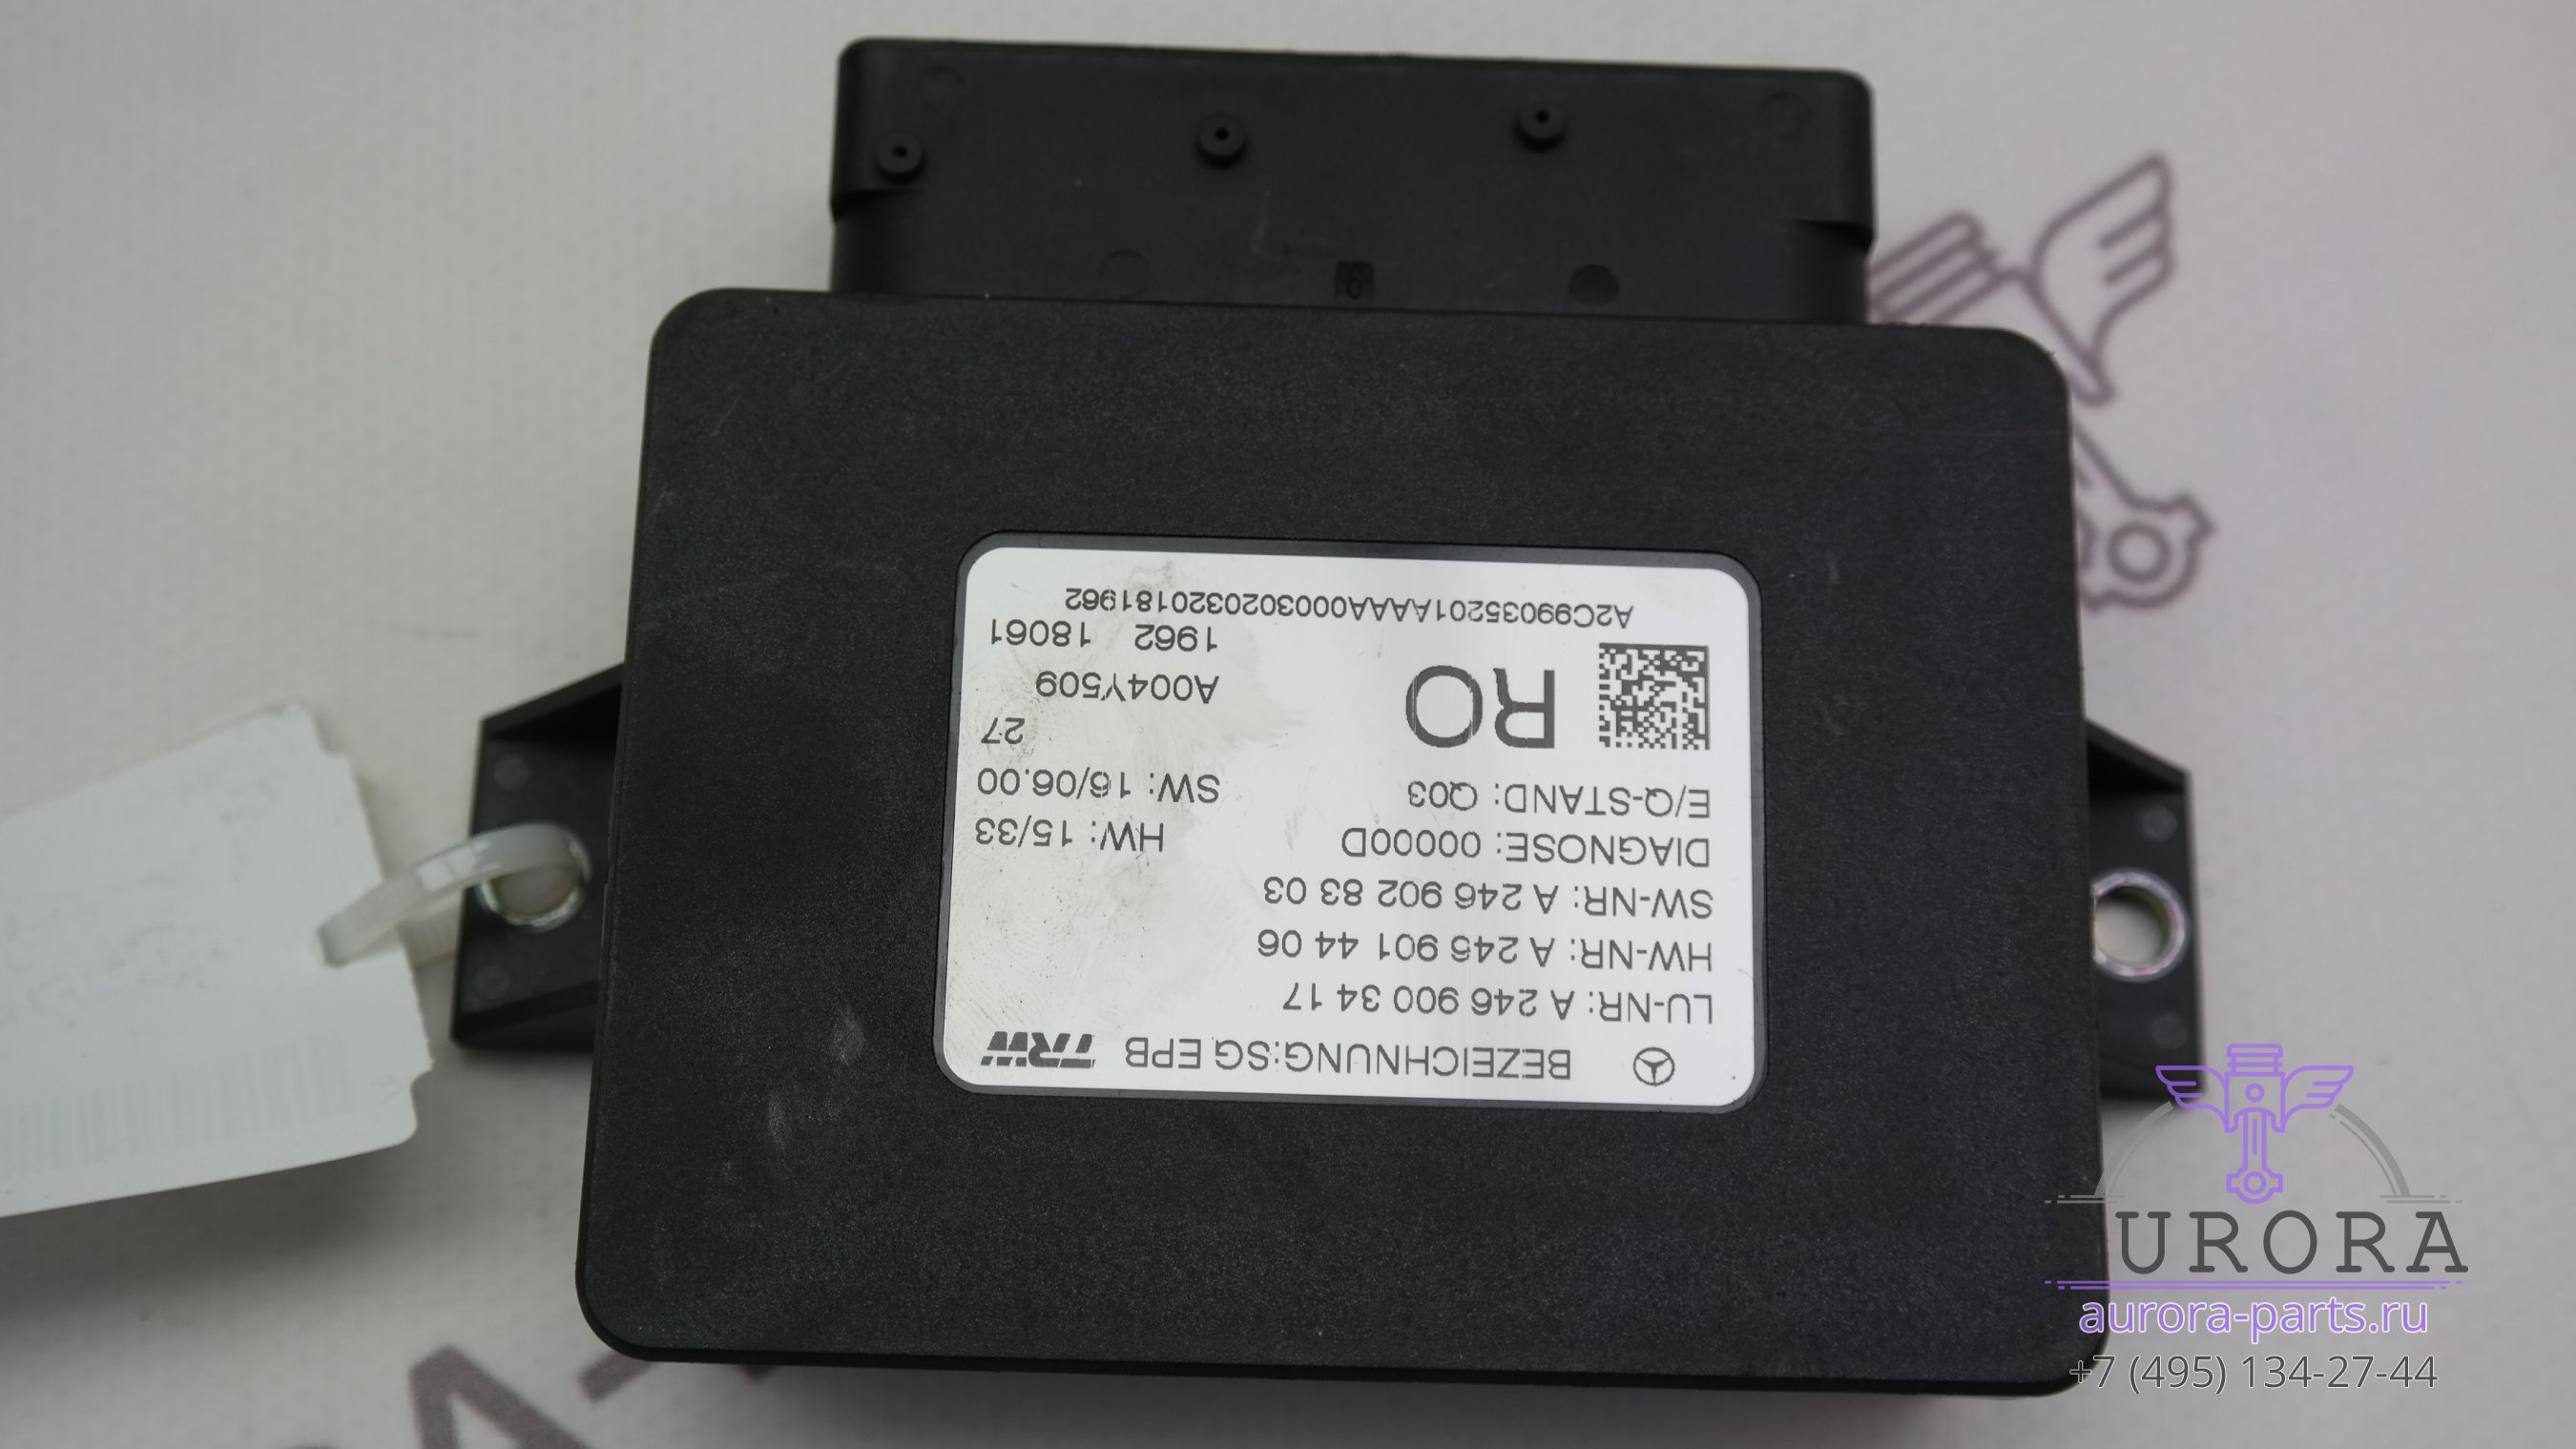 BEZEICHNUNG:SG EPB TRW
LU-NR: A 246 900 34 17
HW-NR: A 246 901 44 06
SW-NR: A 246 902 83 03
DIAGNOSE: 00000D HW: 15/33
E/Q-STAND: Q03 SW: 16/06.00
27
RO A004Y509
1962 18061
A2C99035201AAAA0003020320181962
URORA
aurora-parts.ru
+7 (495) 134-27-44